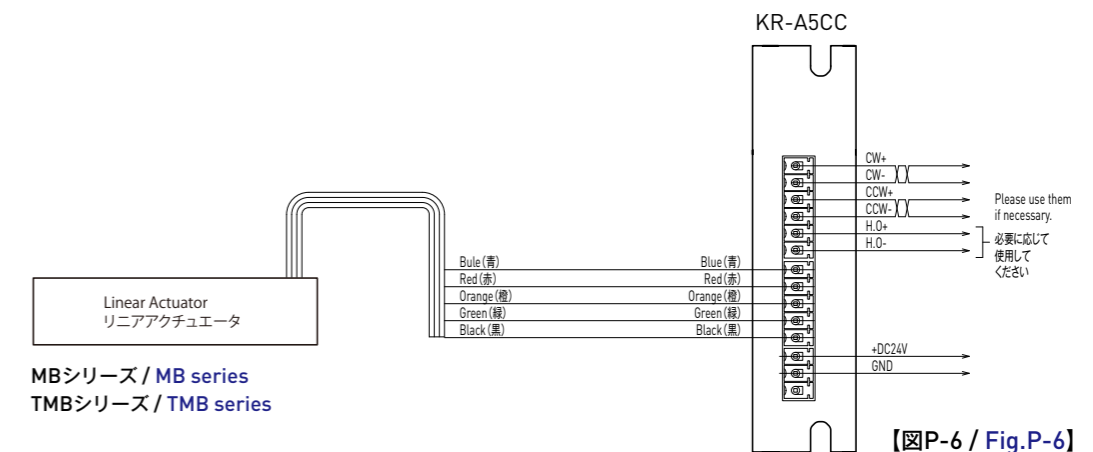 KR-A5CC
CW+
CW-
CCW+
CCW-
H.O+
H.O-
Please use them
if necessary.
必要に応じて
使用して
ください
Bule(青) Blue(青)
Red(赤) Red(赤)
Orange(橙) Orange(橙)
Green(緑) Green(緑)
Black(黒) Black(黒)
Linear Actuator
リニアアクチュエータ
+DC24V
GND
MBシリーズ / MB series
TMBシリーズ / TMB series
【図P-6 / Fig.P-6】